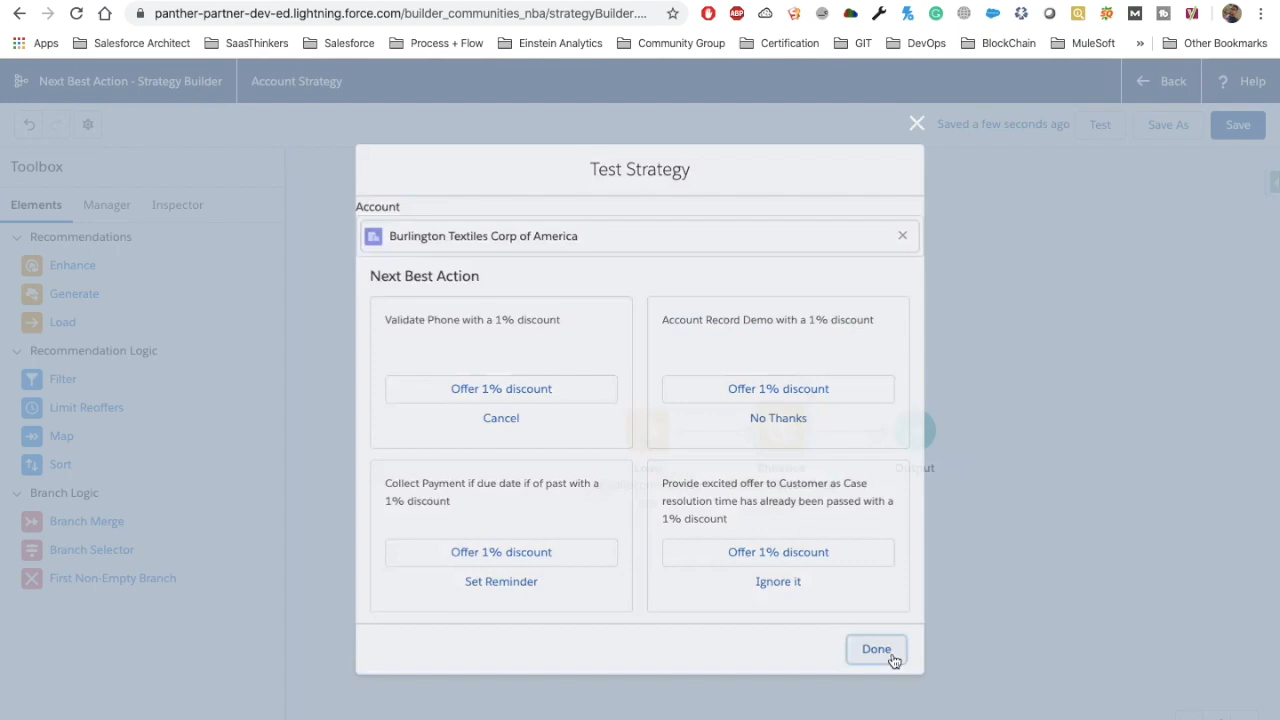 panther-partner-dev-ed.lightning.force.com/builder_communities_nba/strategyBuilder....
Apps
Salesforce Architect
SaasThinkers
Salesforce
Process + Flow
Einstein Analytics
Community Group
Certification
GIT
DevOps
BlockChain
MuleSoft
»
Other Bookmarks
Next Best Action - Strategy Builder
Account Strategy
Back
? Help
Saved a few seconds ago
Test
Save As
Save
Toolbox
Elements
Manager
Inspector
Recommendations
Enhance
Generate
Load
Recommendation Logic
Filter
Limit Reoffers
Map
Sort
Branch Logic
Branch Merge
Branch Selector
First Non-Empty Branch
Test Strategy
Account
Burlington Textiles Corp of America
Next Best Action
Validate Phone with a 1% discount
Offer 1% discount
Cancel
Account Record Demo with a 1% discount
Offer 1% discount
No Thanks
Collect Payment if due date if of past with a
1% discount
Offer 1% discount
Set Reminder
Provide excited offer to Customer as Case
resolution time has already been passed with a
1% discount
Offer 1% discount
Ignore it
Load
Enhance
Output
Done